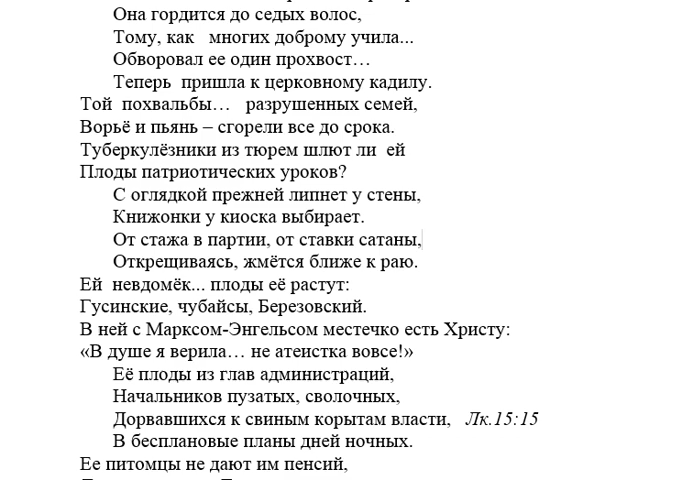 Она гордится до седых волос,
Тому, как многих доброму учила...
Обворовал ее один прохвост…
Теперь пришла к церковному кадилу.
Той похвальбы… разрушенных семей,
Ворьё и пьянь – сгорели все до срока.
Туберкулёзники из тюрем шлют ли ей
Плоды патриотических уроков?
С оглядкой прежней липнет у стены,
Книжонки у киоска выбирает.
От стажа в партии, от ставки сатаны,
Открещиваясь, жмётся ближе к раю.
Ей невдомёк... плоды её растут:
Гусинские, чубайсы, Березовский.
В ней с Марксом-Энгельсом местечко есть Христу:
«В душе я верила… не атеистка вовсе!»
Её плоды из глав администраций,
Начальников пузатых, сволочных,
Дорвавшихся к свиным корытам власти, Лк.15:15
В бесплановые планы дней ночных.
Ее питомцы не дают им пенсий,